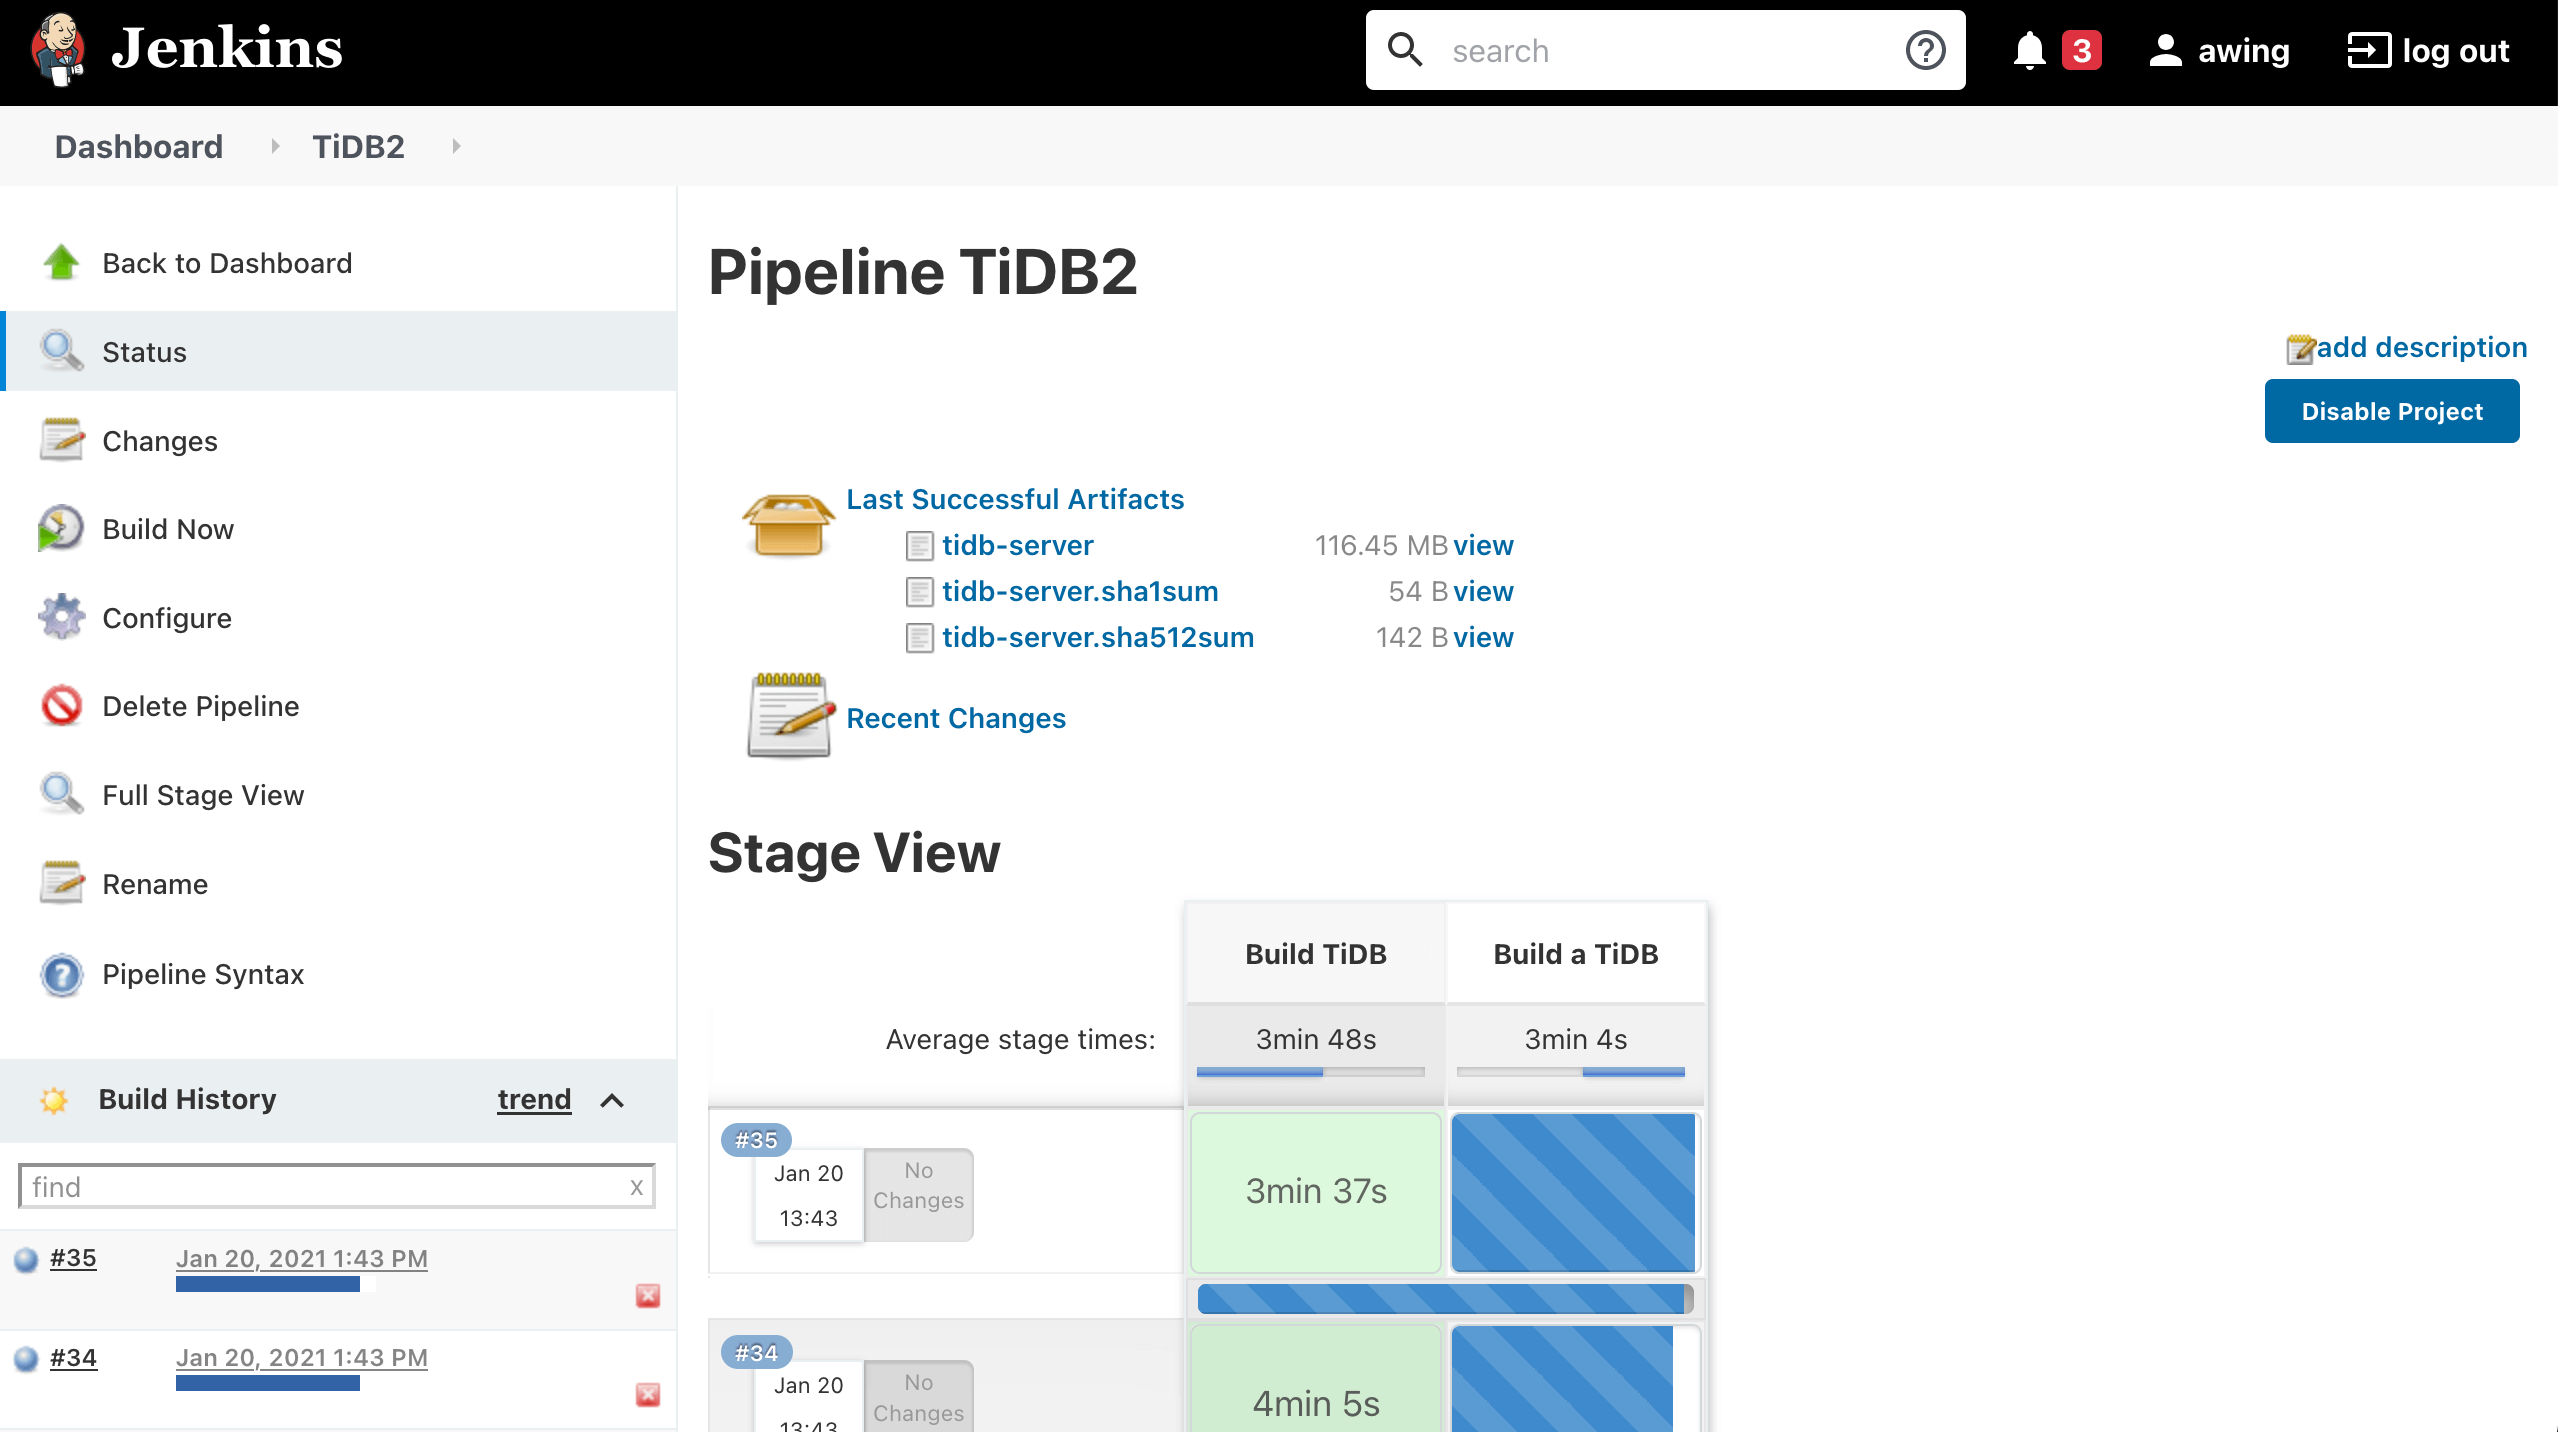 Jenkins
search
3
awing
log out
Dashboard
TiDB2
Back to Dashboard
Status
Changes
Build Now
Configure
Delete Pipeline
Full Stage View
Rename
Pipeline Syntax
Build History
trend
find
x
#35
Jan 20, 2021 1:43 PM
#34
Jan 20, 2021 1:43 PM
Pipeline TiDB2
add description
Disable Project
Last Successful Artifacts
tidb-server 116.45 MB view
tidb-server.sha1sum 54 B view
tidb-server.sha512sum 142 B view
Recent Changes
Stage View
Build TiDB
Build a TiDB
Average stage times:
3min 48s
3min 4s
#35
Jan 20
13:43
No
Changes
3min 37s
#34
Jan 20
13:43
No
Changes
4min 5s